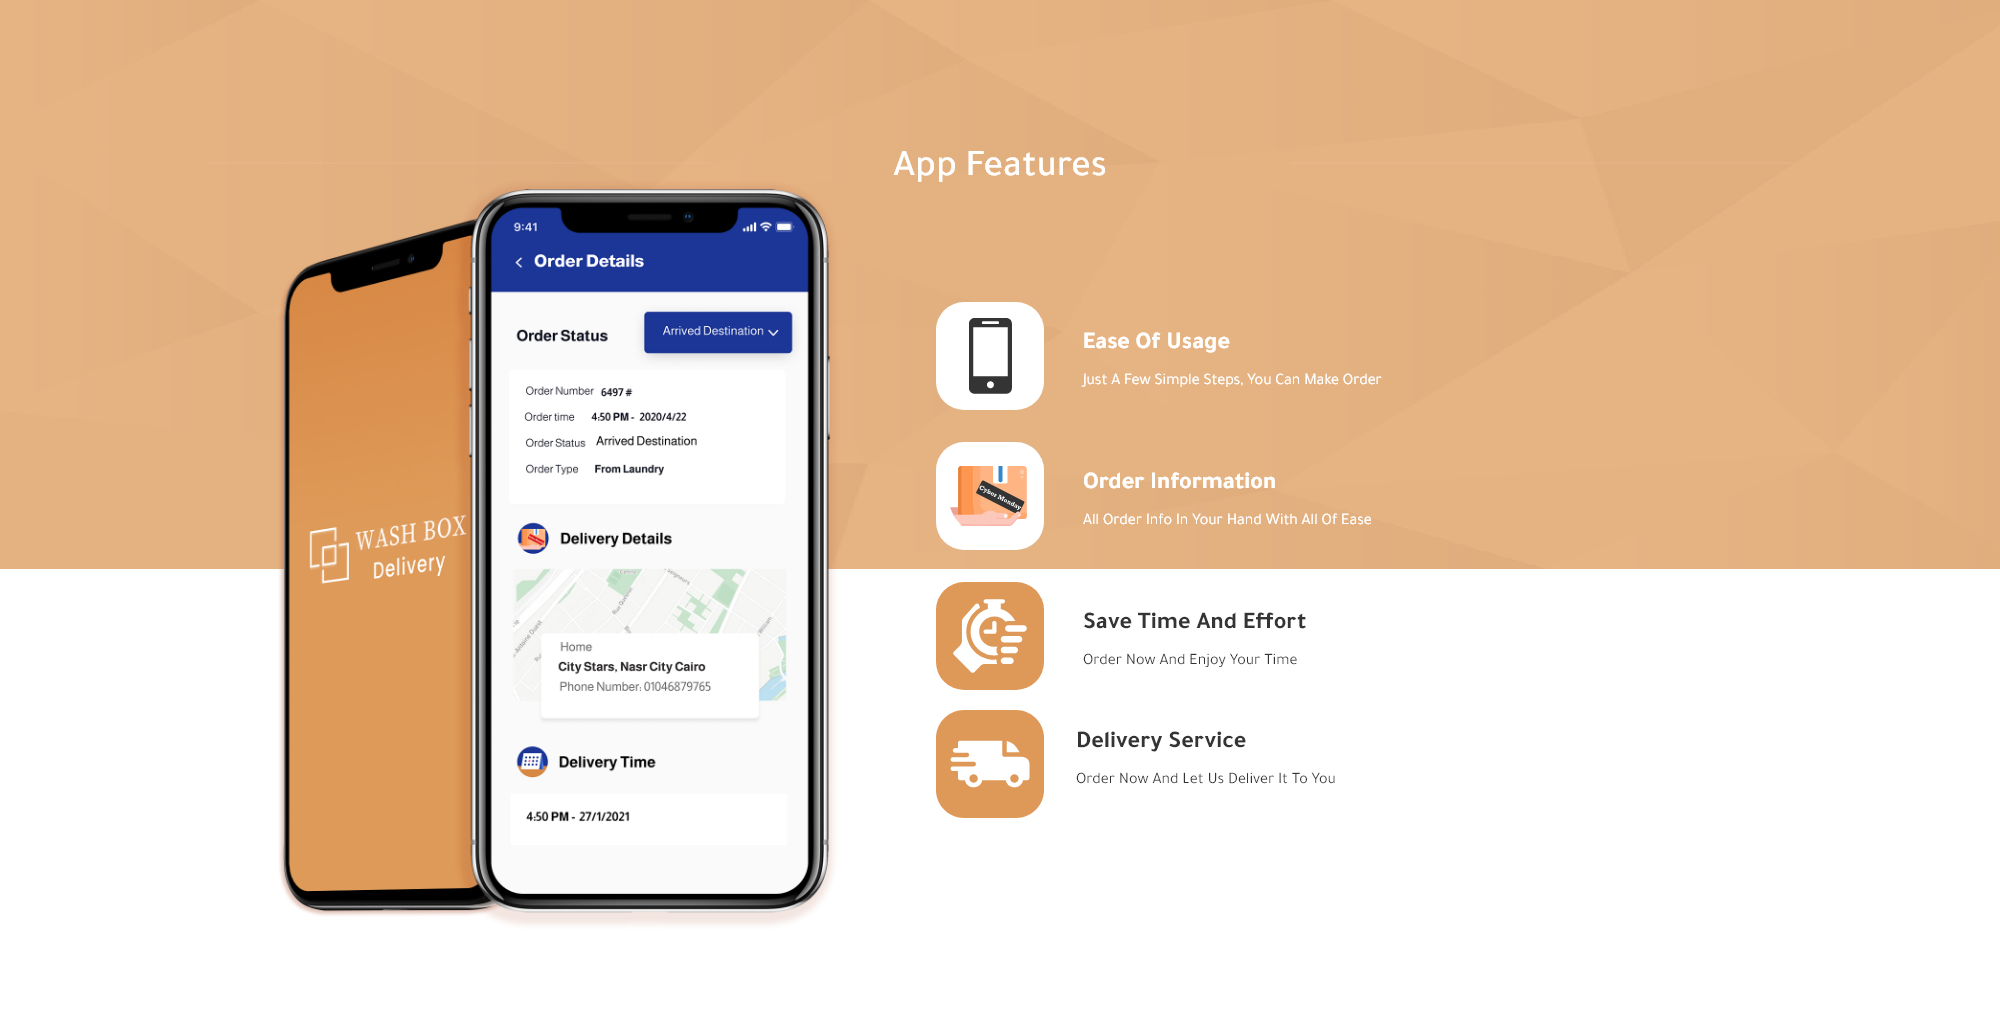 App Features
WASH BOX
Delivery
9:41
Order Details
Order Status
Arrived Destination
Order Number 6497 #
Order time 4:50 PM - 2020/4/22
Order Status Arrived Destination
Order Type From Laundry
Delivery Details
Home
City Stars, Nasr City Cairo
Phone Number: 01046879765
Delivery Time
4:50 PM - 27/1/2021
Ease Of Usage
Just A Few Simple Steps, You Can Make Order
Cyber Monday
Order Information
All Order Info In Your Hand With All Of Ease
Save Time And Effort
Order Now And Enjoy Your Time
Delivery Service
Order Now And Let Us Deliver It To You